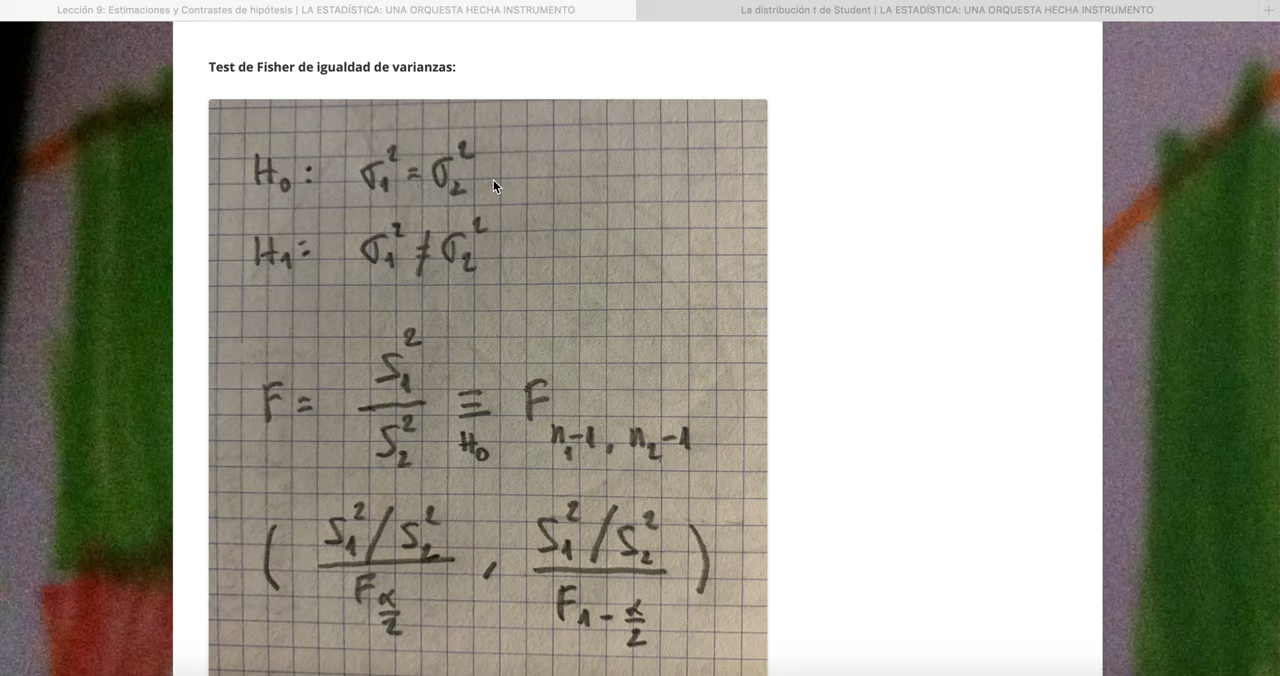 Lección 9: Estimaciones y Contrastes de hipótesis | LA ESTADÍSTICA: UNA ORQUESTA HECHA INSTRUMENTO
La distribución t de Student | LA ESTADÍSTICA: UNA ORQUESTA HECHA INSTRUMENTO
Test de Fisher de igualdad de varianzas:
H₀: σ₁² = σ₂²
H₁: σ₁² ≠ σ₂²
F = S₁² / S₂² ≡ H₀ F n₁-1, n₂-1
( S₁²/S₂² / F α/2 , S₁²/S₂² / F 1-α/2 )